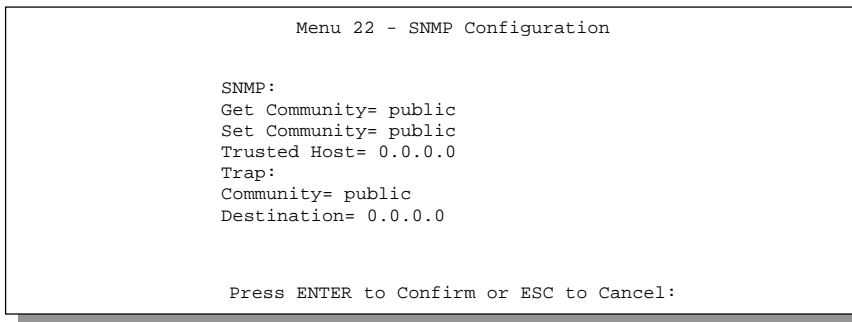 Menu 22 - SNMP Configuration
SNMP:
Get Community= public
Set Community= public
Trusted Host= 0.0.0.0
Trap:
Community= public
Destination= 0.0.0.0
Press ENTER to Confirm or ESC to Cancel: